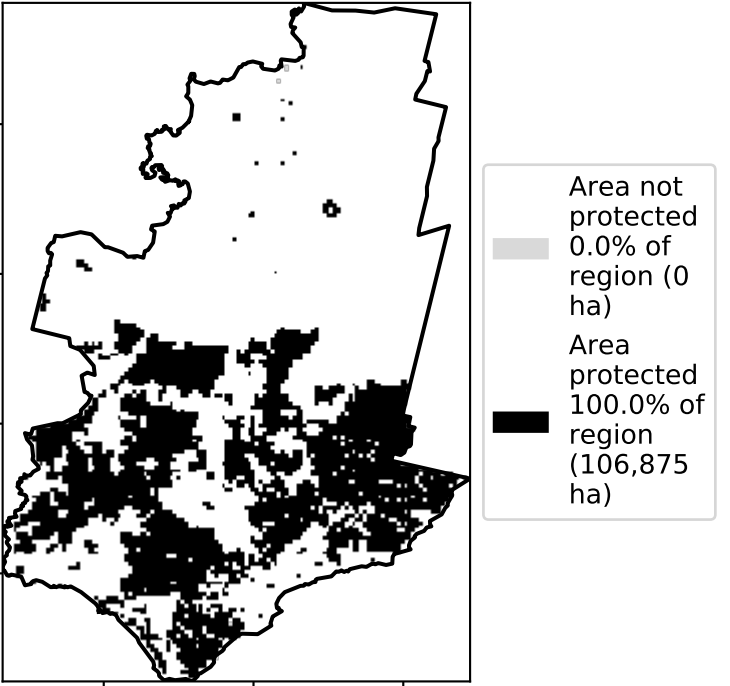 Area not
protected
0.0% of
region (0
ha)
Area
protected
100.0% of
region
(106,875
ha)